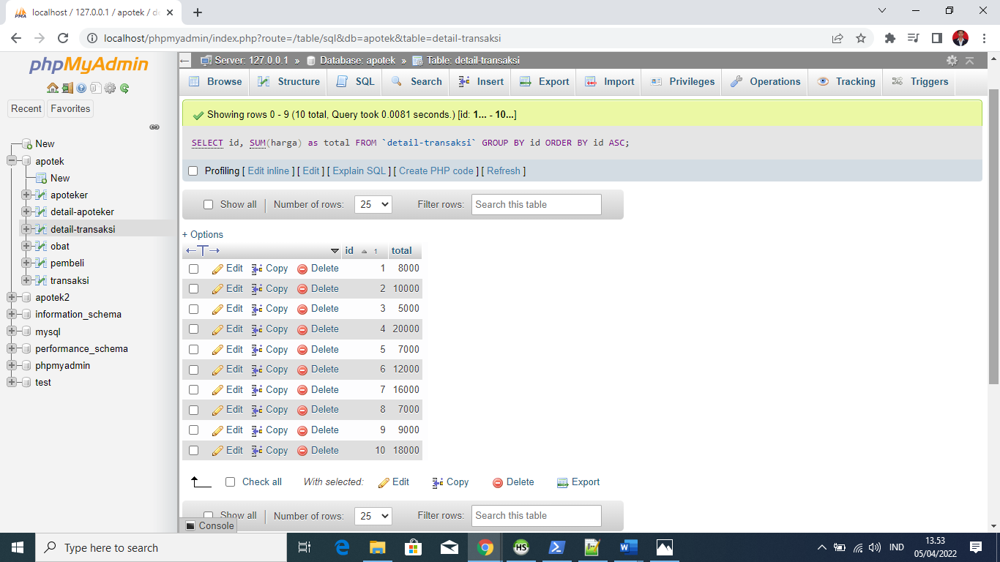 localhost / 127.0.0.1 / apotek / de
localhost/phpmyadmin/index.php?route=/table/sql&db=apotek&table=detail-transaksi
phpMyAdmin
Recent Favorites
New
apotek
New
apoteker
detail-apoteker
detail-transaksi
obat
pembeli
transaksi
apotek2
information_schema
mysql
performance_schema
phpmyadmin
test
Server: 127.0.0.1 » Database: apotek » Table: detail-transaksi
Browse Structure SQL Search Insert Export Import Privileges Operations Tracking Triggers
Showing rows 0 - 9 (10 total, Query took 0.0081 seconds.) [id: 1... - 10...]
SELECT id, SUM(harga) as total FROM `detail-transaksi` GROUP BY id ORDER BY id ASC;
Profiling [ Edit inline ] [ Edit ] [ Explain SQL ] [ Create PHP code ] [ Refresh ]
Show all | Number of rows: 25 Filter rows: Search this table
+ Options
←T→ id 1 total
Edit Copy Delete 1 8000
Edit Copy Delete 2 10000
Edit Copy Delete 3 5000
Edit Copy Delete 4 20000
Edit Copy Delete 5 7000
Edit Copy Delete 6 12000
Edit Copy Delete 7 16000
Edit Copy Delete 8 7000
Edit Copy Delete 9 9000
Edit Copy Delete 10 18000
Check all With selected: Edit Copy Delete Export
Show all | Number of rows: 25 Filter rows: Search this table
Console
Type here to search
HS
IND
13.53
05/04/2022